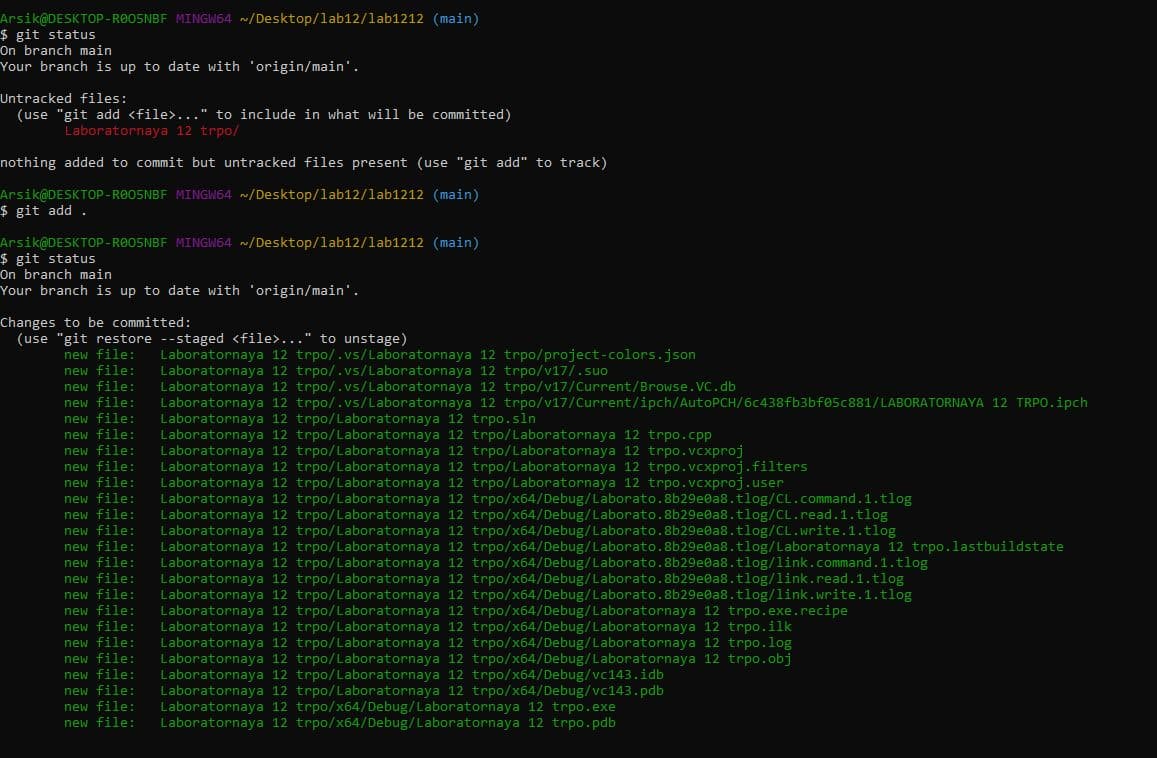 Arsik@DESKTOP-R0O5NBF MINGW64 ~/Desktop/lab12/lab1212 (main)
$ git status
On branch main
Your branch is up to date with 'origin/main'.
Untracked files:
(use "git add <file>..." to include in what will be committed)
Laboratornaya 12 trpo/
nothing added to commit but untracked files present (use "git add" to track)
Arsik@DESKTOP-R0O5NBF MINGW64 ~/Desktop/lab12/lab1212 (main)
$ git add .
Arsik@DESKTOP-R0O5NBF MINGW64 ~/Desktop/lab12/lab1212 (main)
$ git status
On branch main
Your branch is up to date with 'origin/main'.
Changes to be committed:
(use "git restore --staged <file>..." to unstage)
new file: Laboratornaya 12 trpo/.vs/Laboratornaya 12 trpo/project-colors.json
new file: Laboratornaya 12 trpo/.vs/Laboratornaya 12 trpo/v17/.suo
new file: Laboratornaya 12 trpo/.vs/Laboratornaya 12 trpo/v17/Current/Browse.VC.db
new file: Laboratornaya 12 trpo/.vs/Laboratornaya 12 trpo/v17/Current/ipch/AutoPCH/6c438fb3bf05c881/LABORATORNAYA 12 TRPO.ipch
new file: Laboratornaya 12 trpo/Laboratornaya 12 trpo.sln
new file: Laboratornaya 12 trpo/Laboratornaya 12 trpo/Laboratornaya 12 trpo.cpp
new file: Laboratornaya 12 trpo/Laboratornaya 12 trpo/Laboratornaya 12 trpo.vcxproj
new file: Laboratornaya 12 trpo/Laboratornaya 12 trpo/Laboratornaya 12 trpo.vcxproj.filters
new file: Laboratornaya 12 trpo/Laboratornaya 12 trpo/Laboratornaya 12 trpo.vcxproj.user
new file: Laboratornaya 12 trpo/Laboratornaya 12 trpo/x64/Debug/Laborato.8b29e0a8.tlog/CL.command.1.tlog
new file: Laboratornaya 12 trpo/Laboratornaya 12 trpo/x64/Debug/Laborato.8b29e0a8.tlog/CL.read.1.tlog
new file: Laboratornaya 12 trpo/Laboratornaya 12 trpo/x64/Debug/Laborato.8b29e0a8.tlog/CL.write.1.tlog
new file: Laboratornaya 12 trpo/Laboratornaya 12 trpo/x64/Debug/Laborato.8b29e0a8.tlog/Laboratornaya 12 trpo.lastbuildstate
new file: Laboratornaya 12 trpo/Laboratornaya 12 trpo/x64/Debug/Laborato.8b29e0a8.tlog/link.command.1.tlog
new file: Laboratornaya 12 trpo/Laboratornaya 12 trpo/x64/Debug/Laborato.8b29e0a8.tlog/link.read.1.tlog
new file: Laboratornaya 12 trpo/Laboratornaya 12 trpo/x64/Debug/Laborato.8b29e0a8.tlog/link.write.1.tlog
new file: Laboratornaya 12 trpo/Laboratornaya 12 trpo/x64/Debug/Laboratornaya 12 trpo.exe.recipe
new file: Laboratornaya 12 trpo/Laboratornaya 12 trpo/x64/Debug/Laboratornaya 12 trpo.ilk
new file: Laboratornaya 12 trpo/Laboratornaya 12 trpo/x64/Debug/Laboratornaya 12 trpo.log
new file: Laboratornaya 12 trpo/Laboratornaya 12 trpo/x64/Debug/Laboratornaya 12 trpo.obj
new file: Laboratornaya 12 trpo/Laboratornaya 12 trpo/x64/Debug/vc143.idb
new file: Laboratornaya 12 trpo/Laboratornaya 12 trpo/x64/Debug/vc143.pdb
new file: Laboratornaya 12 trpo/x64/Debug/Laboratornaya 12 trpo.exe
new file: Laboratornaya 12 trpo/x64/Debug/Laboratornaya 12 trpo.pdb